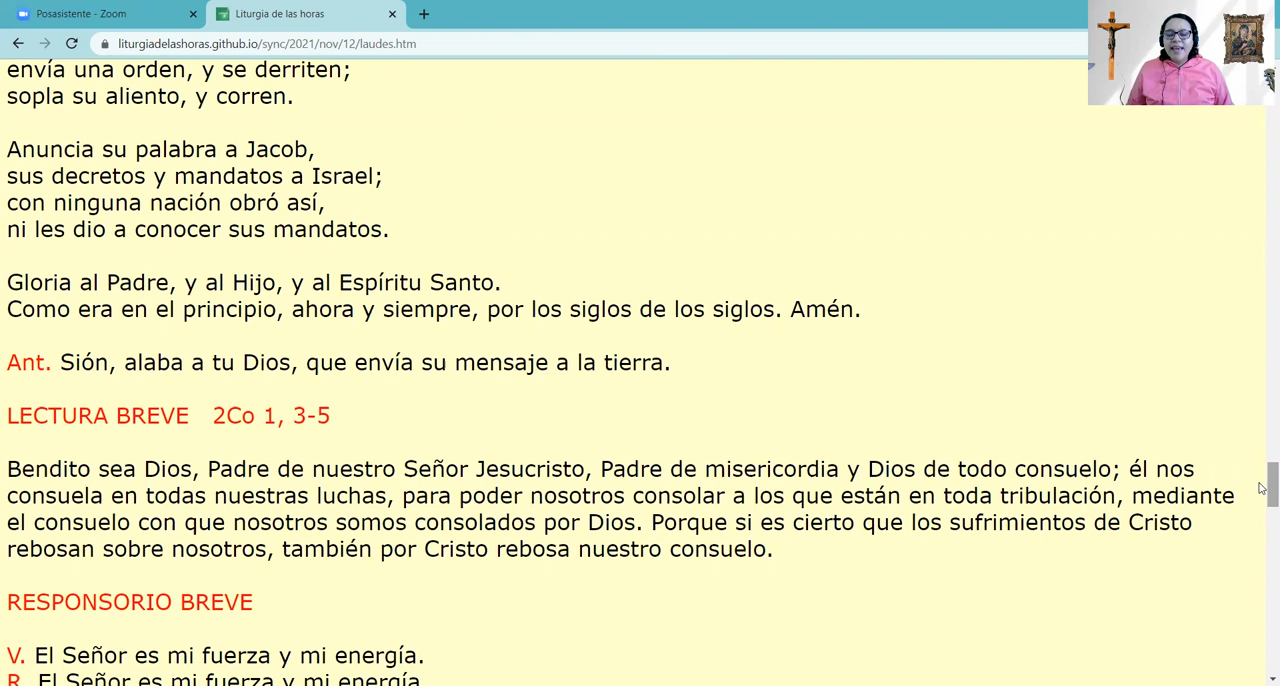 Posasistente - Zoom
Liturgia de las horas
liturgiadelashoras.github.io/sync/2021/nov/12/laudes.htm
envía una orden, y se derriten;
sopla su aliento, y corren.
Anuncia su palabra a Jacob,
sus decretos y mandatos a Israel;
con ninguna nación obró así,
ni les dio a conocer sus mandatos.
Gloria al Padre, y al Hijo, y al Espíritu Santo.
Como era en el principio, ahora y siempre, por los siglos de los siglos. Amén.
Ant. Sión, alaba a tu Dios, que envía su mensaje a la tierra.
LECTURA BREVE 2Co 1, 3-5
Bendito sea Dios, Padre de nuestro Señor Jesucristo, Padre de misericordia y Dios de todo consuelo; él nos
consuela en todas nuestras luchas, para poder nosotros consolar a los que están en toda tribulación, mediante
el consuelo con que nosotros somos consolados por Dios. Porque si es cierto que los sufrimientos de Cristo
rebosan sobre nosotros, también por Cristo rebosa nuestro consuelo.
RESPONSORIO BREVE
V. El Señor es mi fuerza y mi energía.
R. El Señor es mi fuerza y mi energía.